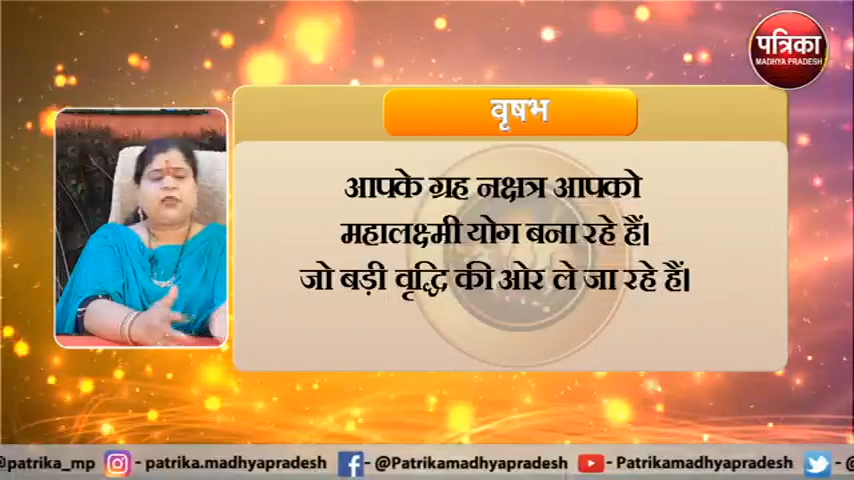 पत्रिका
MADHYA PRADESH
वृषभ
आपके ग्रह नक्षत्र आपको
महालक्ष्मी योग बना रहे हैं।
जो बड़ी वृद्धि की ओर ले जा रहे हैं।
@patrika_mp - patrika.madhyapradesh - @Patrikamadhyapradesh - Patrikamadhyapradesh - @